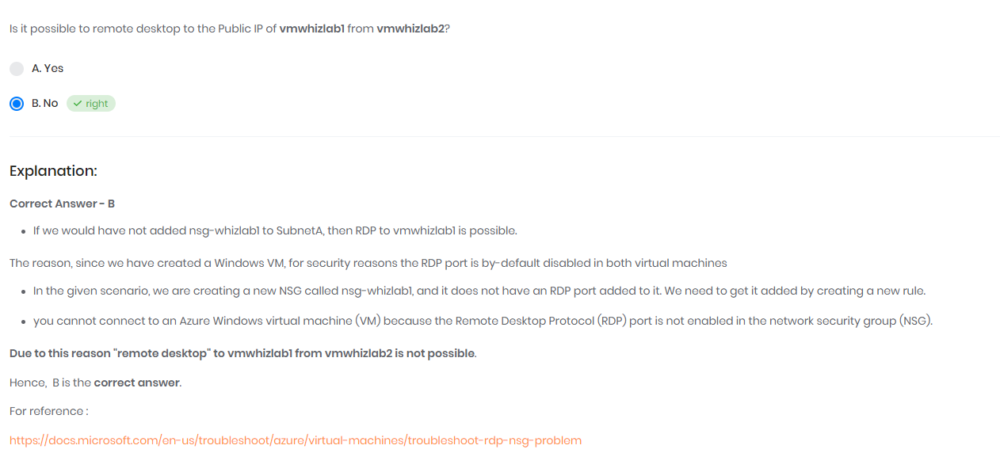 Is it possible to remote desktop to the Public IP of vmwhizlab1 from vmwhizlab2?
A. Yes
B. No ✓ right
Explanation:
Correct Answer - B
• If we would have not added nsg-whizlab1 to SubnetA, then RDP to vmwhizlab1 is possible.
The reason, since we have created a Windows VM, for security reasons the RDP port is by-default disabled in both virtual machines
• In the given scenario, we are creating a new NSG called nsg-whizlab1, and it does not have an RDP port added to it. We need to get it added by creating a new rule.
• you cannot connect to an Azure Windows virtual machine (VM) because the Remote Desktop Protocol (RDP) port is not enabled in the network security group (NSG).
Due to this reason "remote desktop" to vmwhizlab1 from vmwhizlab2 is not possible.
Hence, B is the correct answer.
For reference :
https://docs.microsoft.com/en-us/troubleshoot/azure/virtual-machines/troubleshoot-rdp-nsg-problem